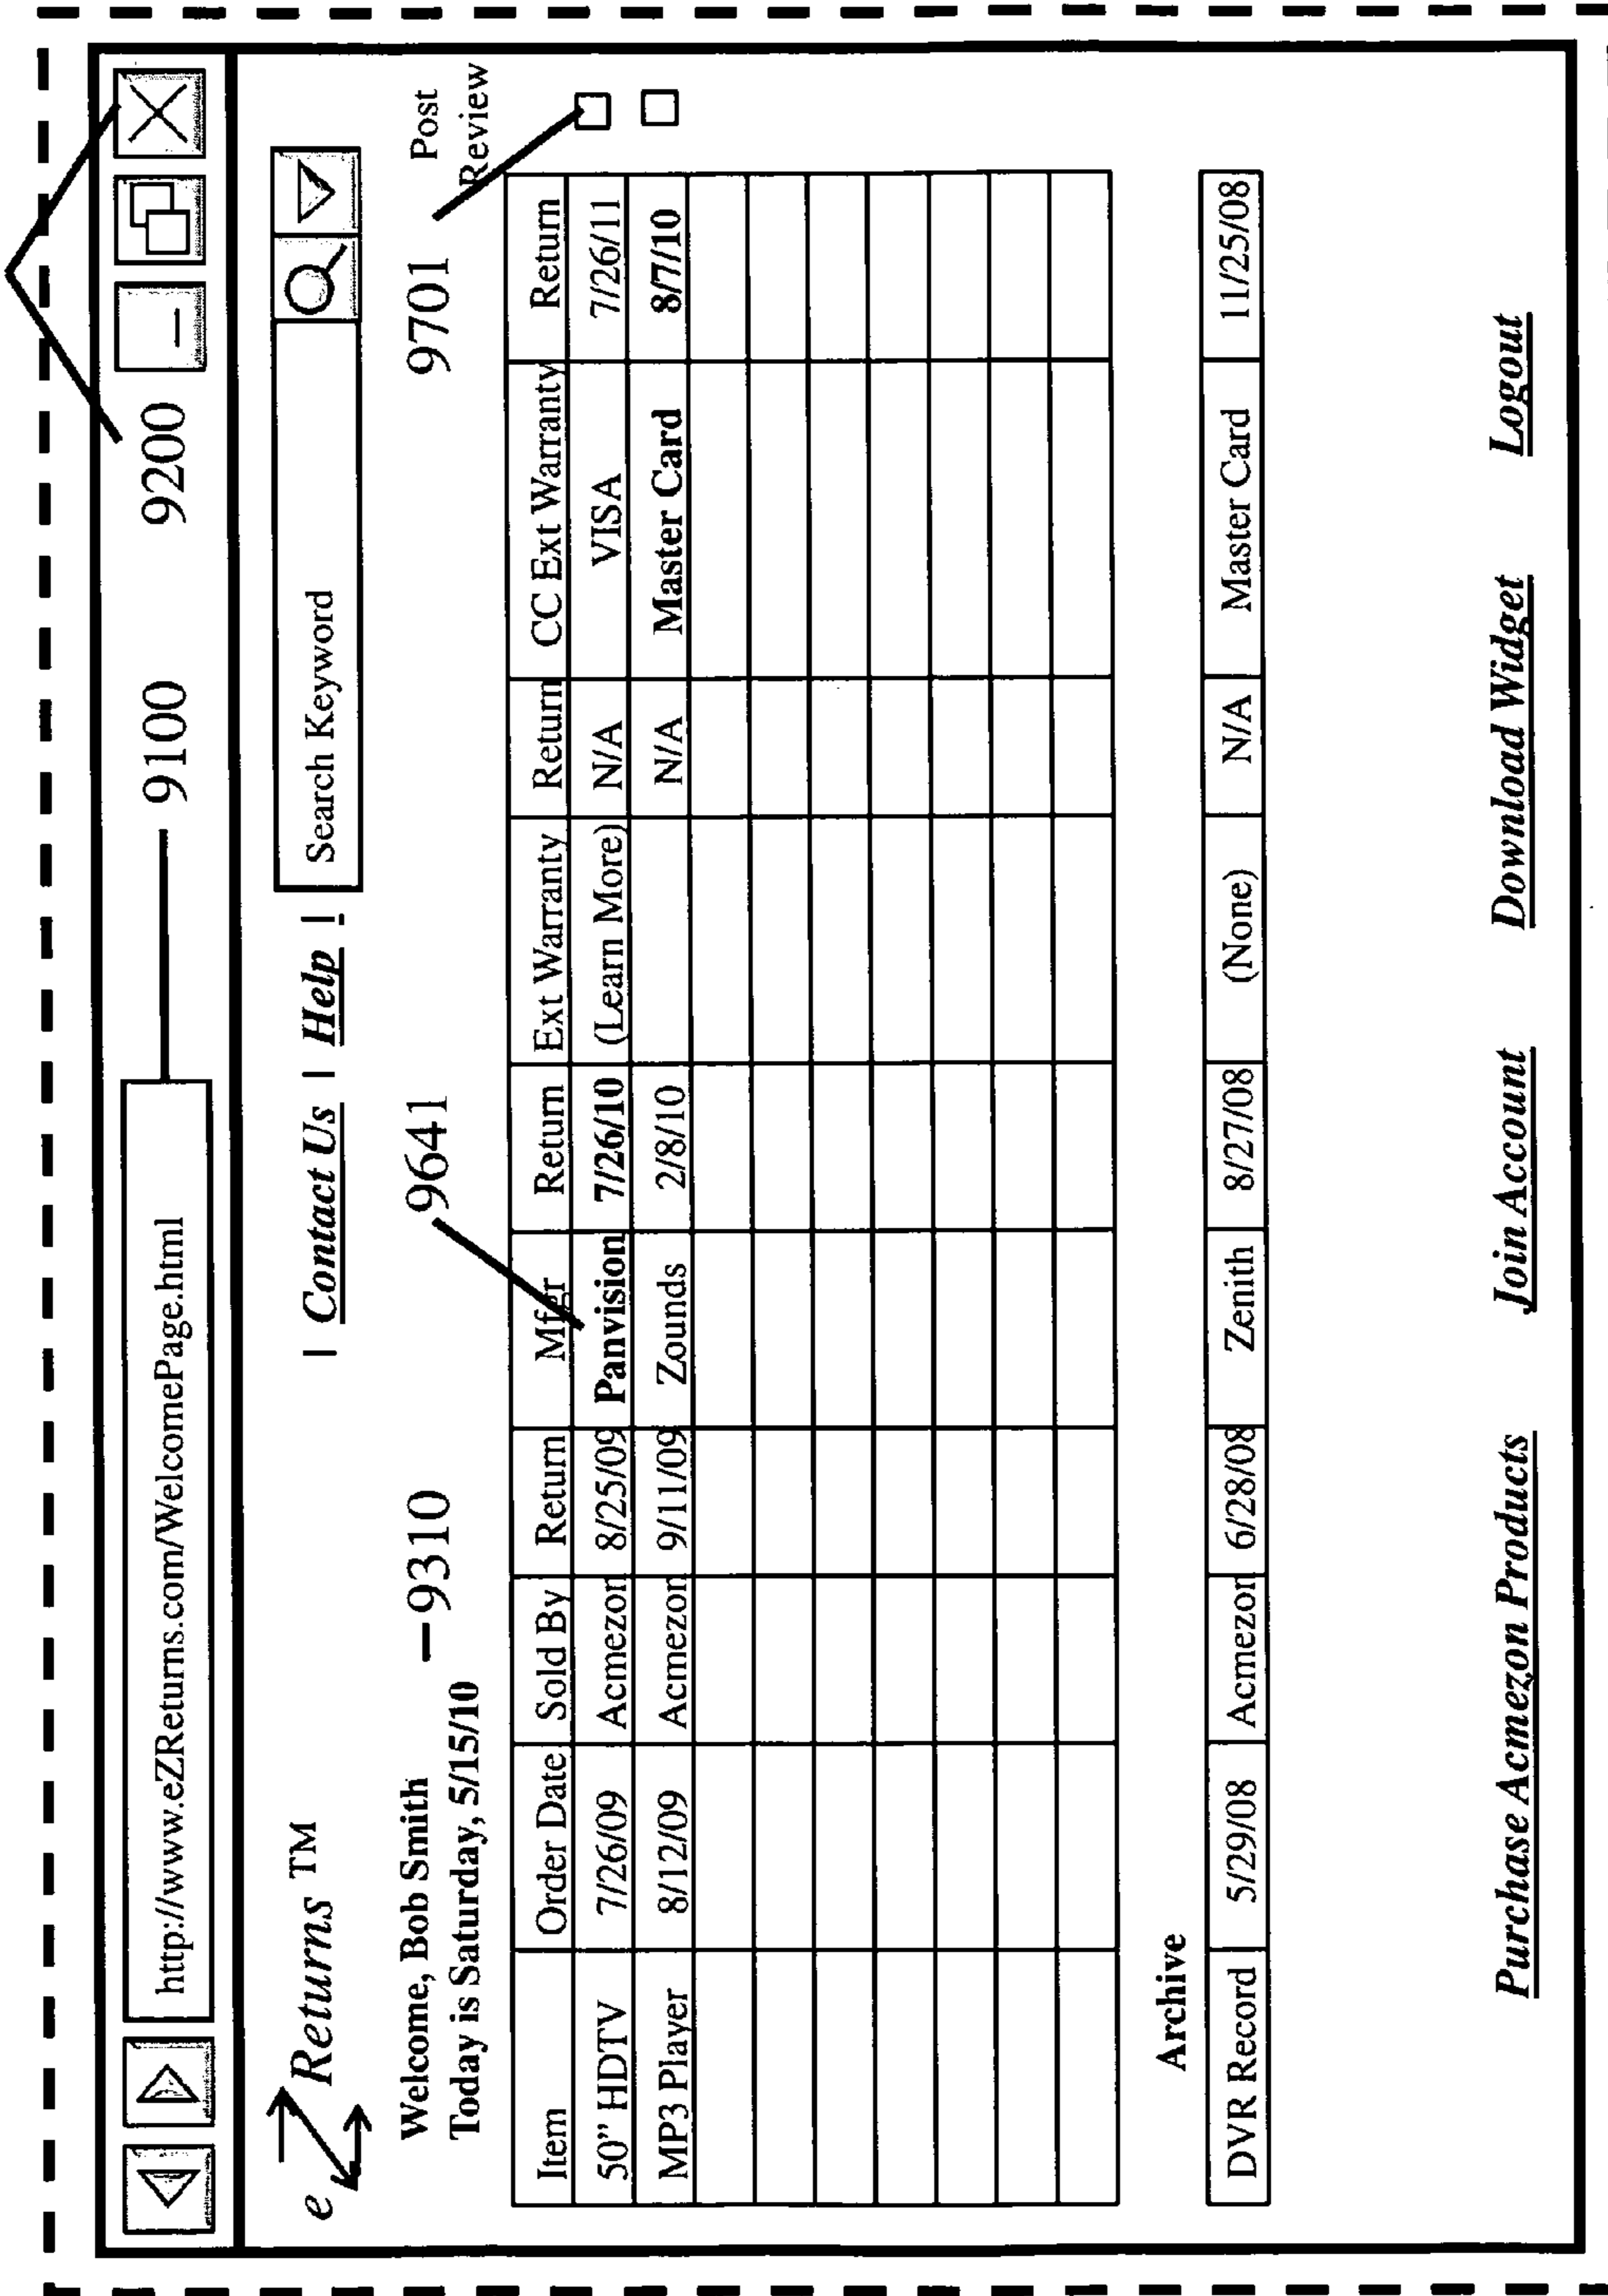 http://www.eZReturns.com/WelcomePage.html 9100 9200
e Returns ™ | Contact Us | Help | Search Keyword
Welcome, Bob Smith 9310 9641 9701 Post
Today is Saturday, 5/15/10 Review
Item Order Date Sold By Return Mfgr Return Ext Warranty Return CC Ext Warranty Return
50" HDTV 7/26/09 Acmezon 8/25/09 Panvision 7/26/10 (Learn More) N/A VISA 7/26/11
MP3 Player 8/12/09 Acmezon 9/11/09 Zounds 2/8/10 N/A Master Card 8/7/10
Archive
DVR Record 5/29/08 Acmezon 6/28/08 Zenith 8/27/08 (None) N/A Master Card 11/25/08
Purchase Acmezon Products Join Account Download Widget Logout